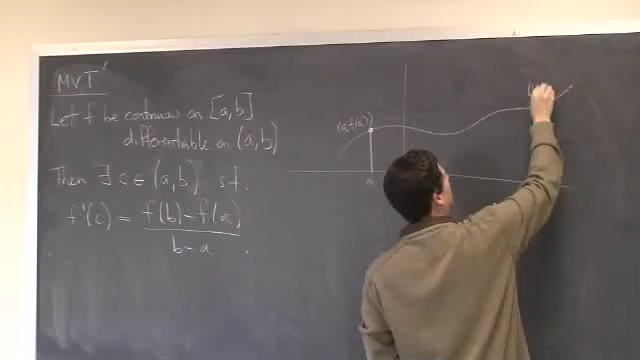 MVT
Let f be continuous on [a,b]
differentiable on (a,b)
Then ∃ c ∈ (a,b) s.t.
f'(c) = f(b) - f(a)
b - a .
(a, f(a))
a
(